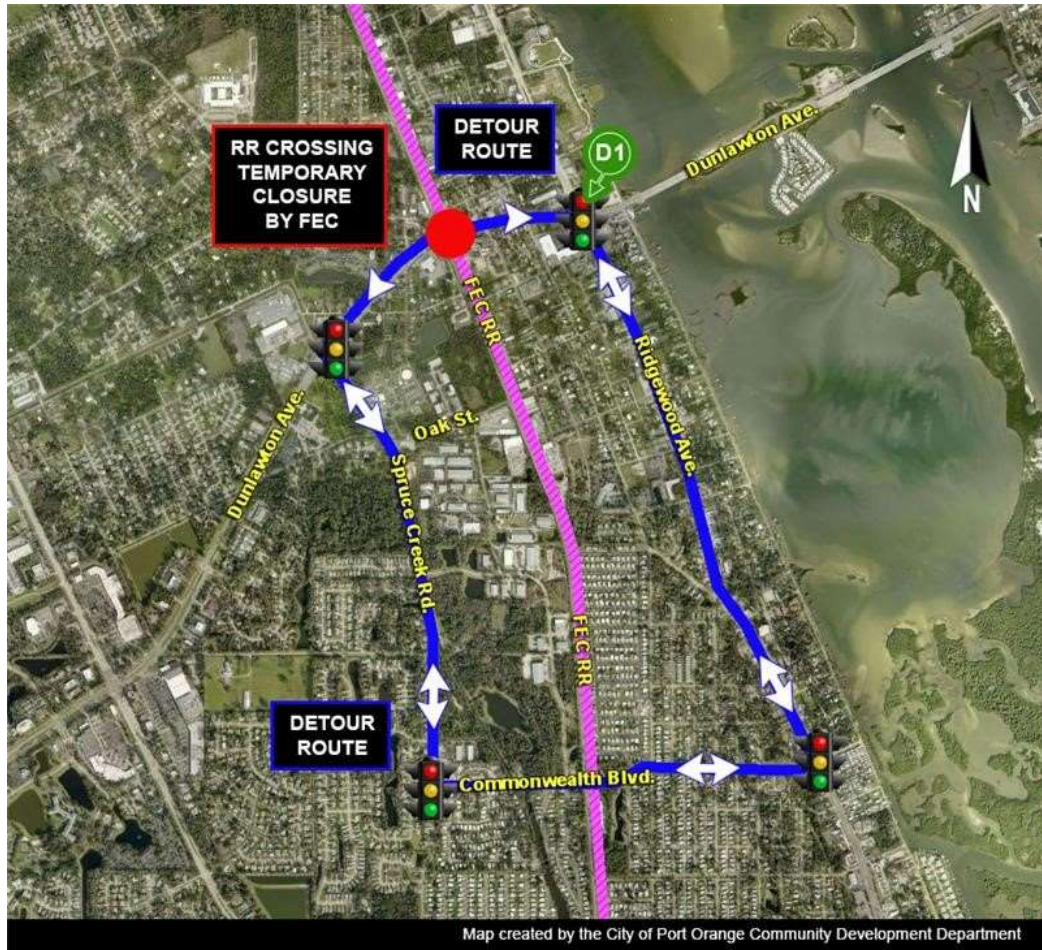 RR CROSSING
TEMPORARY
CLOSURE
BY FEC
DETOUR
ROUTE
D1
Dunlawton Ave.
N
FEC RR
Ridgewood Ave.
Oak St.
Dunlawton Ave.
Spruce Creek Rd.
FEC RR
DETOUR
ROUTE
Commonwealth Blvd.
Map created by the City of Port Orange Community Development Department